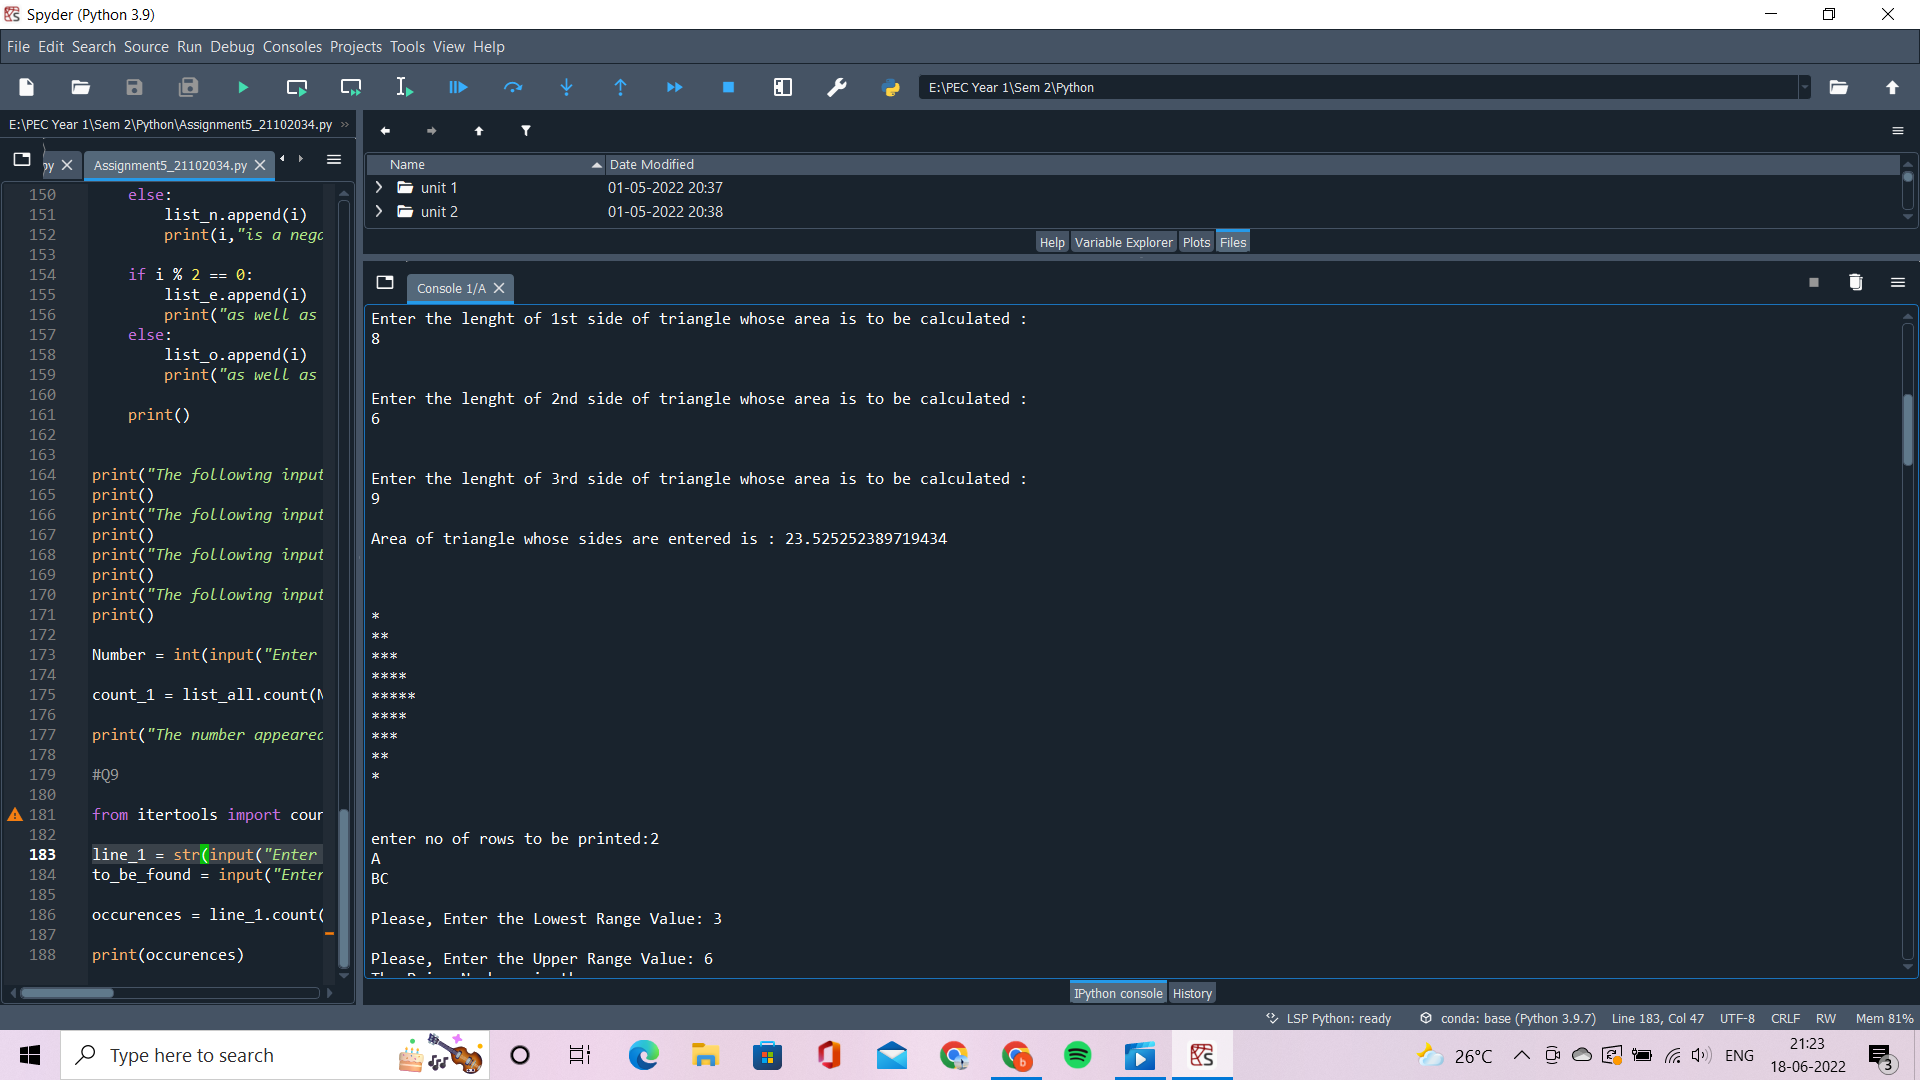 Spyder (Python 3.9)
File Edit Search Source Run Debug Consoles Projects Tools View Help
E:\PEC Year 1\Sem 2\Python
E:\PEC Year 1\Sem 2\Python\Assignment5_21102034.py
py
Assignment5_21102034.py
150 else:
151 list_n.append(i)
152 print(i,"is a nega
153
154 if i % 2 == 0:
155 list_e.append(i)
156 print("as well as
157 else:
158 list_o.append(i)
159 print("as well as
160
161 print()
162
163
164 print("The following input
165 print()
166 print("The following input
167 print()
168 print("The following input
169 print()
170 print("The following input
171 print()
172
173 Number = int(input("Enter
174
175 count_1 = list_all.count(N
176
177 print("The number appeared
178
179 #Q9
180
181 from itertools import coun
182
183 line_1 = str(input("Enter
184 to_be_found = input("Enter
185
186 occurences = line_1.count(
187
188 print(occurences)
Name Date Modified
unit 1 01-05-2022 20:37
unit 2 01-05-2022 20:38
Help Variable Explorer Plots Files
Console 1/A
Enter the lenght of 1st side of triangle whose area is to be calculated :
8
Enter the lenght of 2nd side of triangle whose area is to be calculated :
6
Enter the lenght of 3rd side of triangle whose area is to be calculated :
9
Area of triangle whose sides are entered is : 23.525252389719434
*
**
***
****
*****
****
***
**
*
enter no of rows to be printed:2
A
BC
Please, Enter the Lowest Range Value: 3
Please, Enter the Upper Range Value: 6
IPython console History
LSP Python: ready conda: base (Python 3.9.7) Line 183, Col 47 UTF-8 CRLF RW Mem 81%
Type here to search
26°C
ENG
21:23
18-06-2022
3